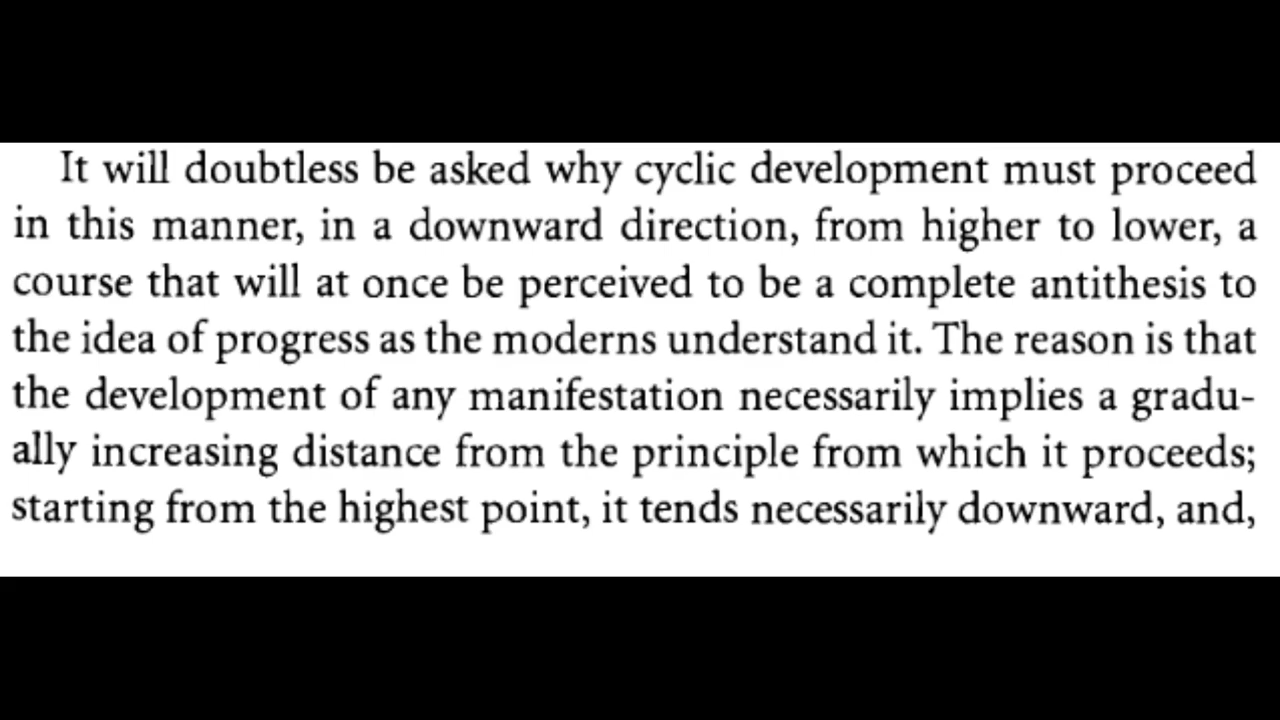 It will doubtless be asked why cyclic development must proceed
in this manner, in a downward direction, from higher to lower, a
course that will at once be perceived to be a complete antithesis to
the idea of progress as the moderns understand it. The reason is that
the development of any manifestation necessarily implies a gradu-
ally increasing distance from the principle from which it proceeds;
starting from the highest point, it tends necessarily downward, and,